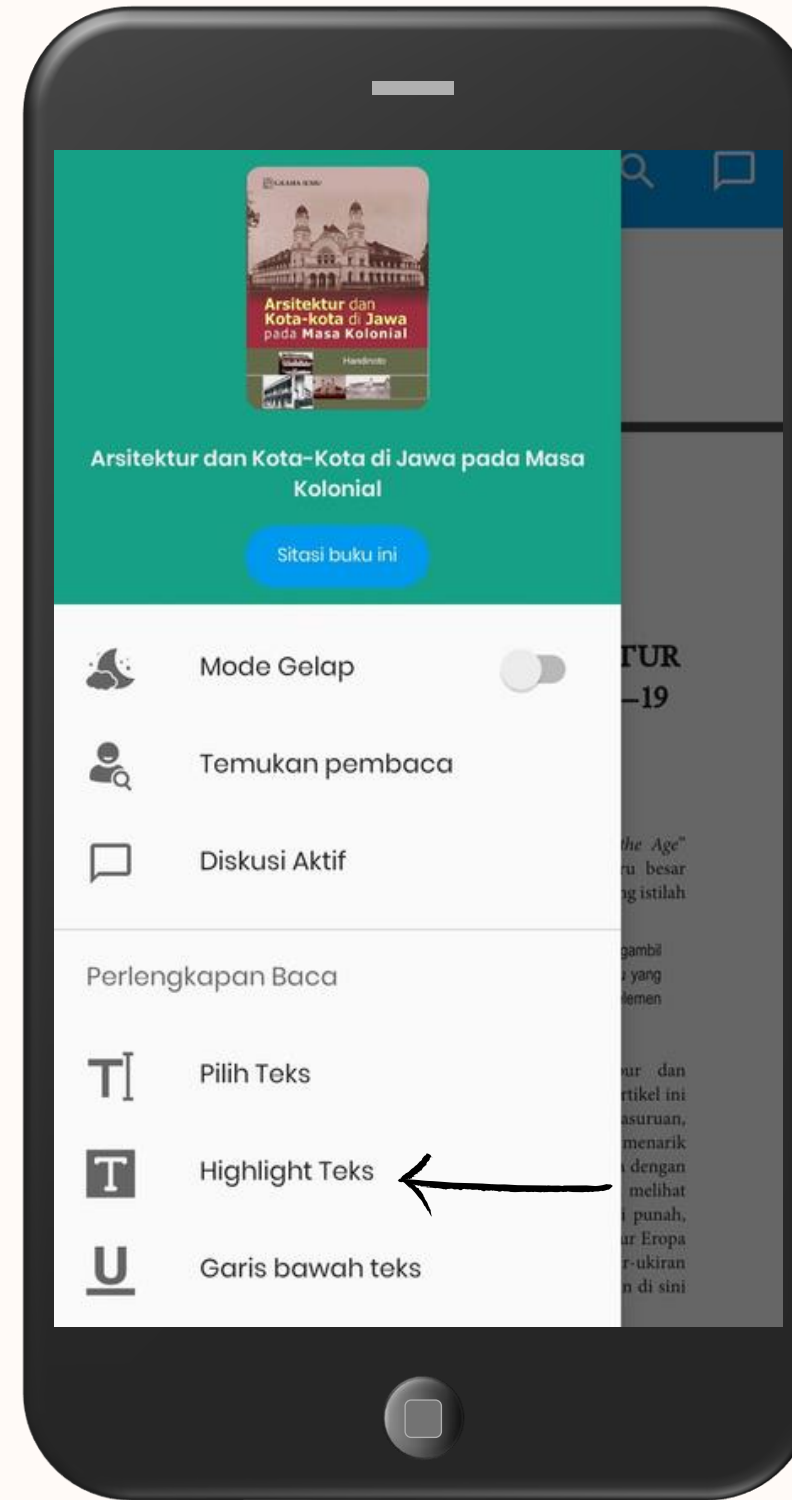 GRAHA ILMU
Arsitektur dan
Kota-kota di Jawa
pada Masa Kolonial
Handinoto
Arsitektur dan Kota-Kota di Jawa pada Masa
Kolonial
Sitasi buku ini
Mode Gelap
Temukan pembaca
Diskusi Aktif
Perlengkapan Baca
Pilih Teks
Highlight Teks
Garis bawah teks
TUR
–19
the Age"
ru besar
ng istilah
gambil
yang
lemen
ur dan
rtikel ini
asuruan,
menarik
dengan
melihat
i punah,
ur Eropa
r-ukiran
n di sini